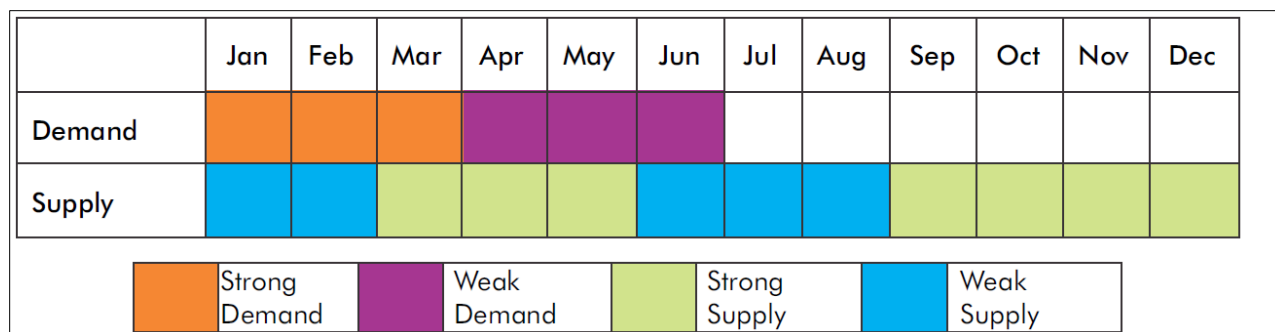 Jan Feb Mar Apr May Jun Jul Aug Sep Oct Nov Dec
Demand
Supply
Strong Weak Strong Weak
Demand Demand Supply Supply